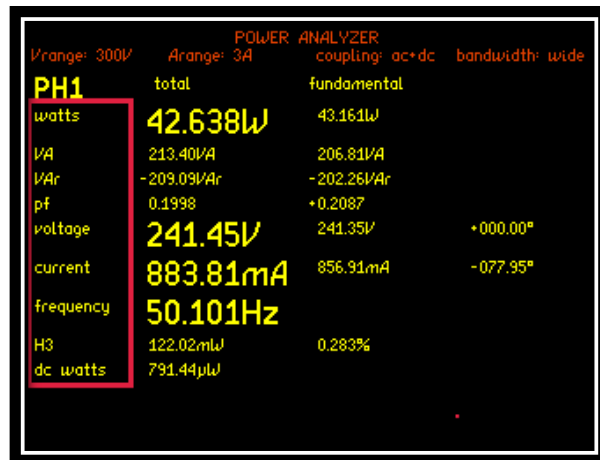 POWER ANALYZER
Vrange: 300V Arange: 3A coupling: ac+dc bandwidth: wide
PH1 total fundamental
watts 42.638W 43.161W
VA 213.40VA 206.81VA
VAr -209.09VAr -202.26VAr
pf 0.1998 +0.2087
voltage 241.45V 241.35V +000.00°
current 883.81mA 856.91mA -077.95°
frequency 50.101Hz
H3 122.02mW 0.283%
dc watts 791.44µW